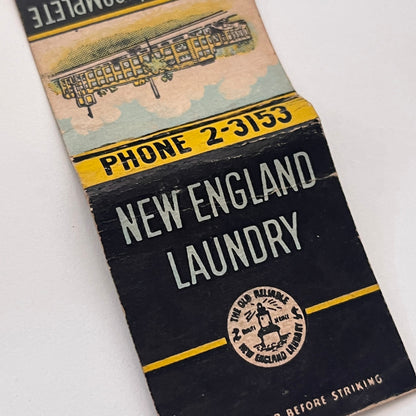 COMPLETE
PHONE 2-3153
NEW ENGLAND
LAUNDRY
THE OLD RELIABLE
NEW ENGLAND LAUNDRY
BEFORE STRIKING